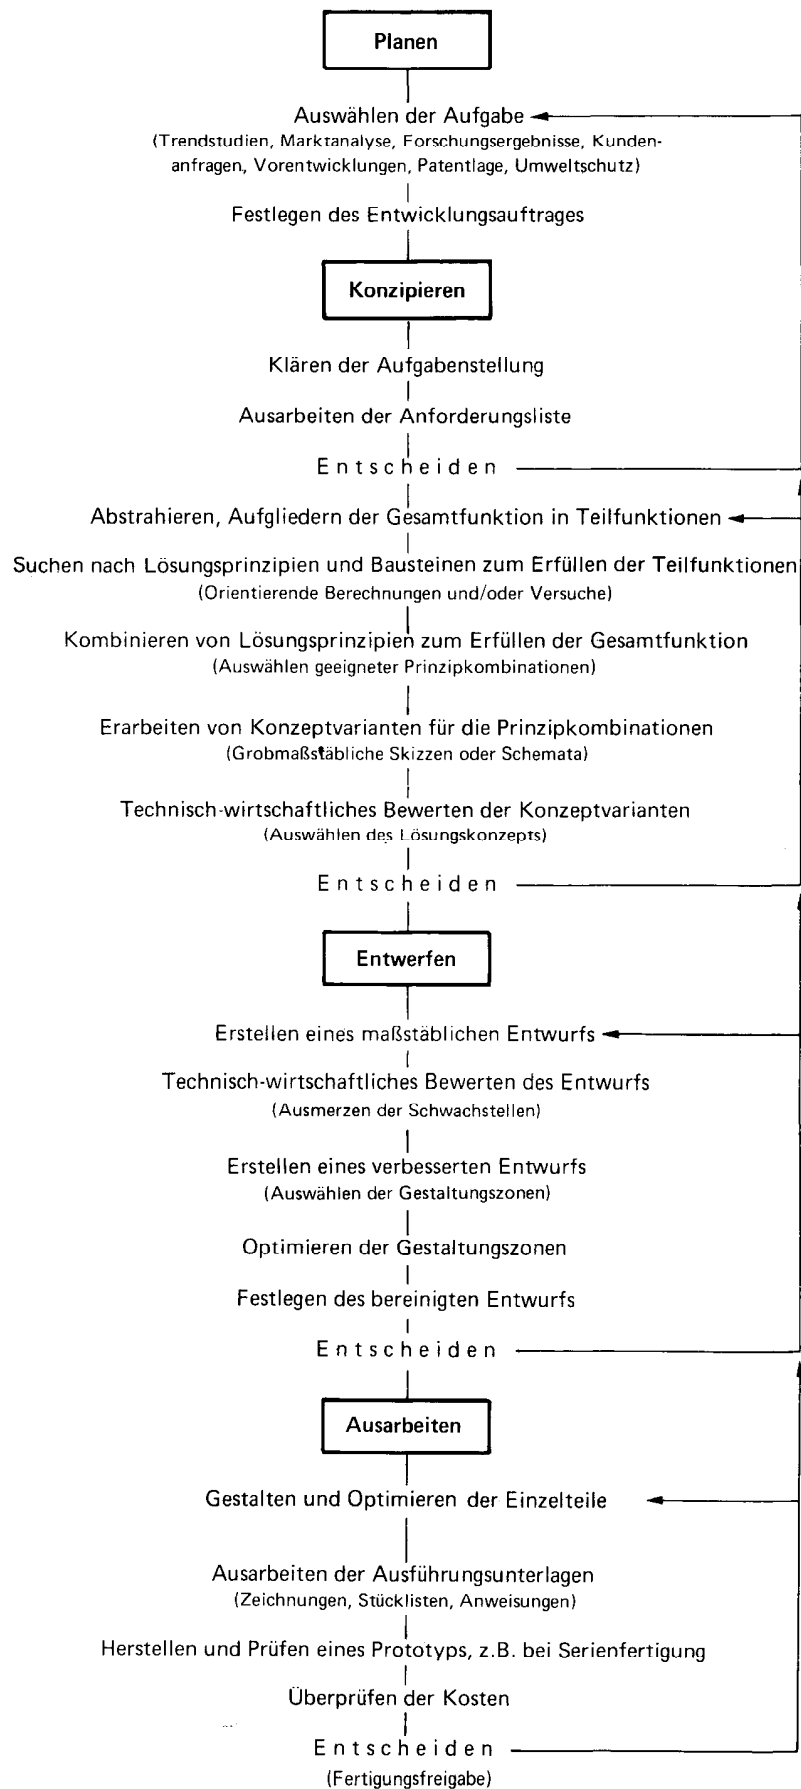 Planen
Auswählen der Aufgabe
(Trendstudien, Marktanalyse, Forschungsergebnisse, Kunden-
anfragen, Vorentwicklungen, Patentlage, Umweltschutz)
Festlegen des Entwicklungsauftrages
Konzipieren
Klären der Aufgabenstellung
Ausarbeiten der Anforderungsliste
Entscheiden
Abstrahieren, Aufgliedern der Gesamtfunktion in Teilfunktionen
Suchen nach Lösungsprinzipien und Bausteinen zum Erfüllen der Teilfunktionen
(Orientierende Berechnungen und/oder Versuche)
Kombinieren von Lösungsprinzipien zum Erfüllen der Gesamtfunktion
(Auswählen geeigneter Prinzipkombinationen)
Erarbeiten von Konzeptvarianten für die Prinzipkombinationen
(Grobmaßstäbliche Skizzen oder Schemata)
Technisch-wirtschaftliches Bewerten der Konzeptvarianten
(Auswählen des Lösungskonzepts)
Entscheiden
Entwerfen
Erstellen eines maßstäblichen Entwurfs
Technisch-wirtschaftliches Bewerten des Entwurfs
(Ausmerzen der Schwachstellen)
Erstellen eines verbesserten Entwurfs
(Auswählen der Gestaltungszonen)
Optimieren der Gestaltungszonen
Festlegen des bereinigten Entwurfs
Entscheiden
Ausarbeiten
Gestalten und Optimieren der Einzelteile
Ausarbeiten der Ausführungsunterlagen
(Zeichnungen, Stücklisten, Anweisungen)
Herstellen und Prüfen eines Prototyps, z.B. bei Serienfertigung
Überprüfen der Kosten
Entscheiden
(Fertigungsfreigabe)